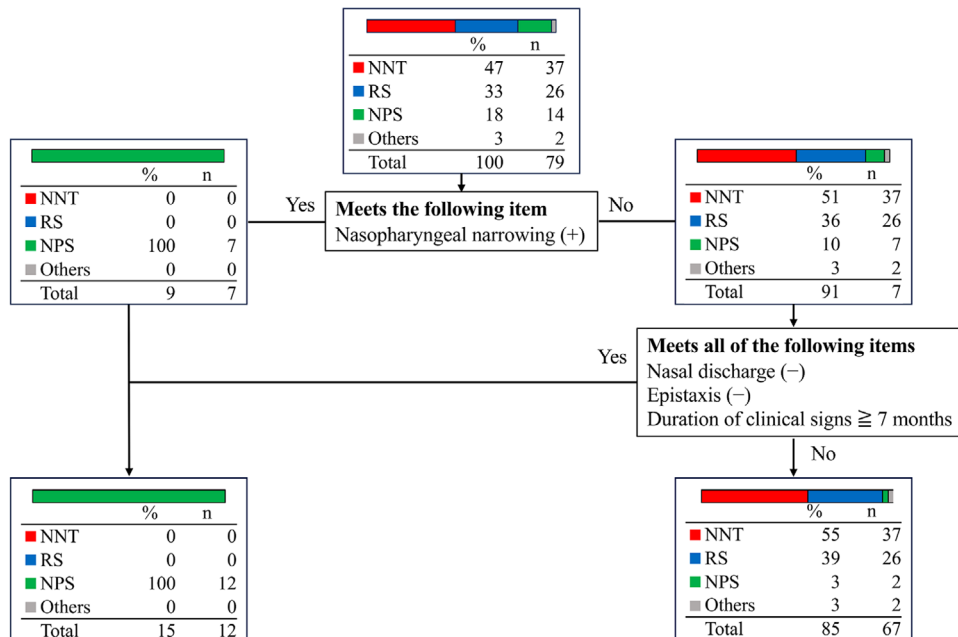 % n
NNT 47 37
RS 33 26
NPS 18 14
Others 3 2
Total 100 79
Yes
Meets the following item
Nasopharyngeal narrowing (+)
No
% n
NNT 0 0
RS 0 0
NPS 100 7
Others 0 0
Total 9 7
% n
NNT 51 37
RS 36 26
NPS 10 7
Others 3 2
Total 91 7
Yes
Meets all of the following items
Nasal discharge (−)
Epistaxis (−)
Duration of clinical signs ≧ 7 months
No
% n
NNT 0 0
RS 0 0
NPS 100 12
Others 0 0
Total 15 12
% n
NNT 55 37
RS 39 26
NPS 3 2
Others 3 2
Total 85 67